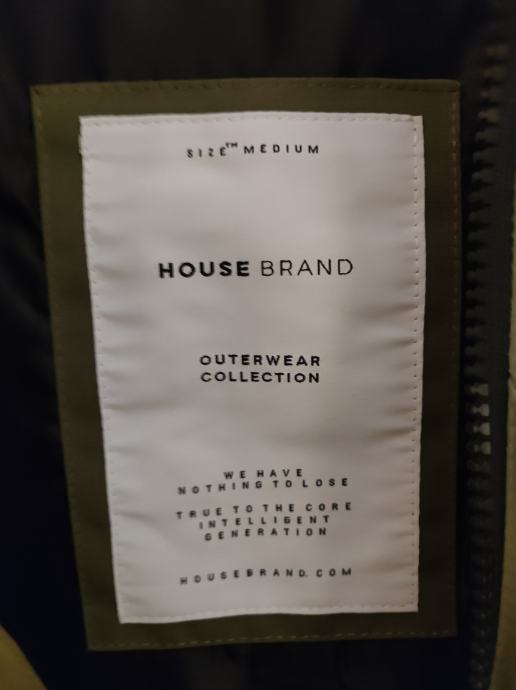 SIZE™ MEDIUM
HOUSE BRAND
OUTERWEAR
COLLECTION
WE HAVE
NOTHING TO LOSE
TRUE TO THE CORE
INTELLIGENT
GENERATION
HOUSEBRAND.COM